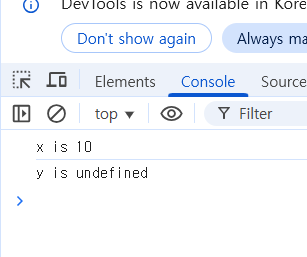 DevTools is now available in Kore
Don't show again
Always ma
Elements
Console
Source
top
Filter
x is 10
y is undefined